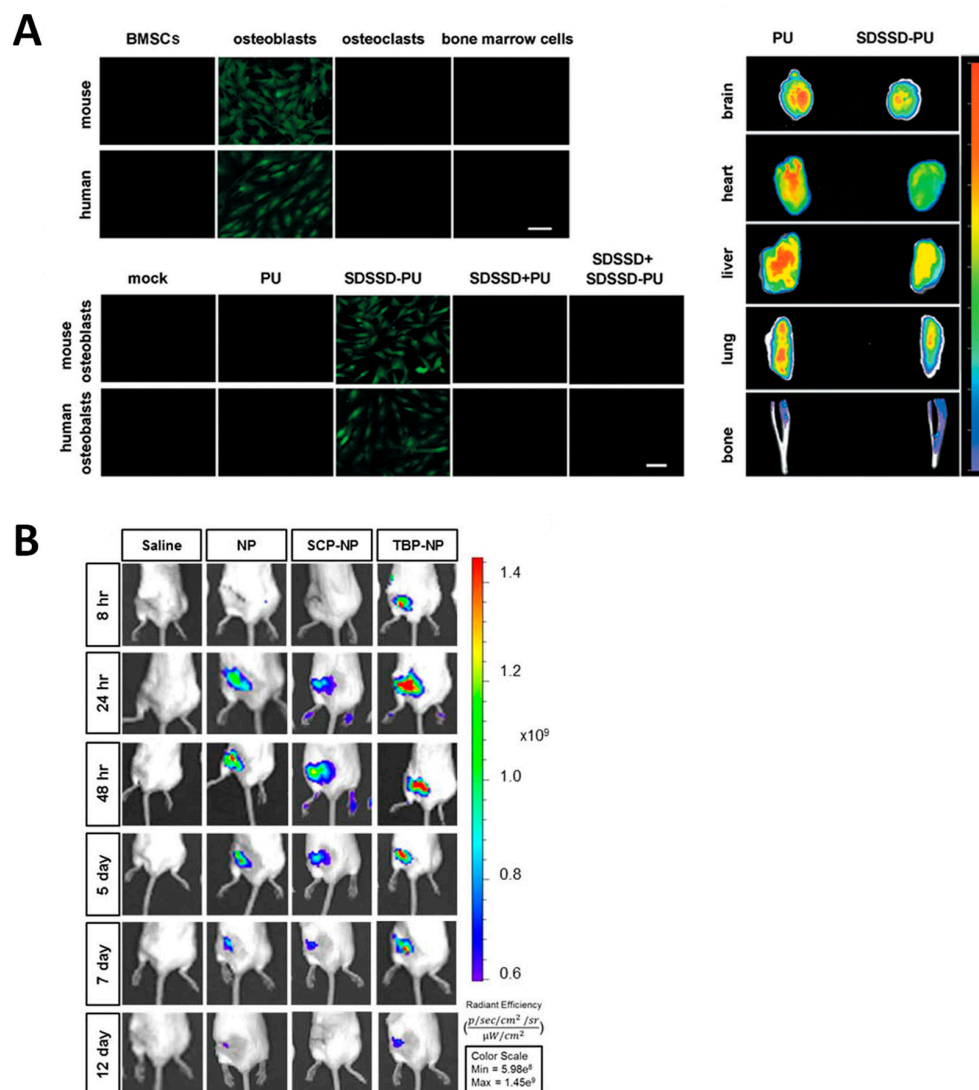 A
BMSCs osteoblasts osteoclasts bone marrow cells
mouse
human
mock PU SDSSD-PU SDSSD+PU SDSSD+
SDSSD-PU
mouse
osteoblasts
human
osteobalsts
PU SDSSD-PU
brain
heart
liver
lung
bone
B
Saline NP SCP-NP TBP-NP
8 hr
24 hr
48 hr
5 day
7 day
12 day
1.4
1.2
x10⁹
1.0
0.8
0.6
Radiant Efficiency
(p/sec/cm²/sr / µW/cm²)
Color Scale
Min = 5.98e⁸
Max = 1.45e⁹